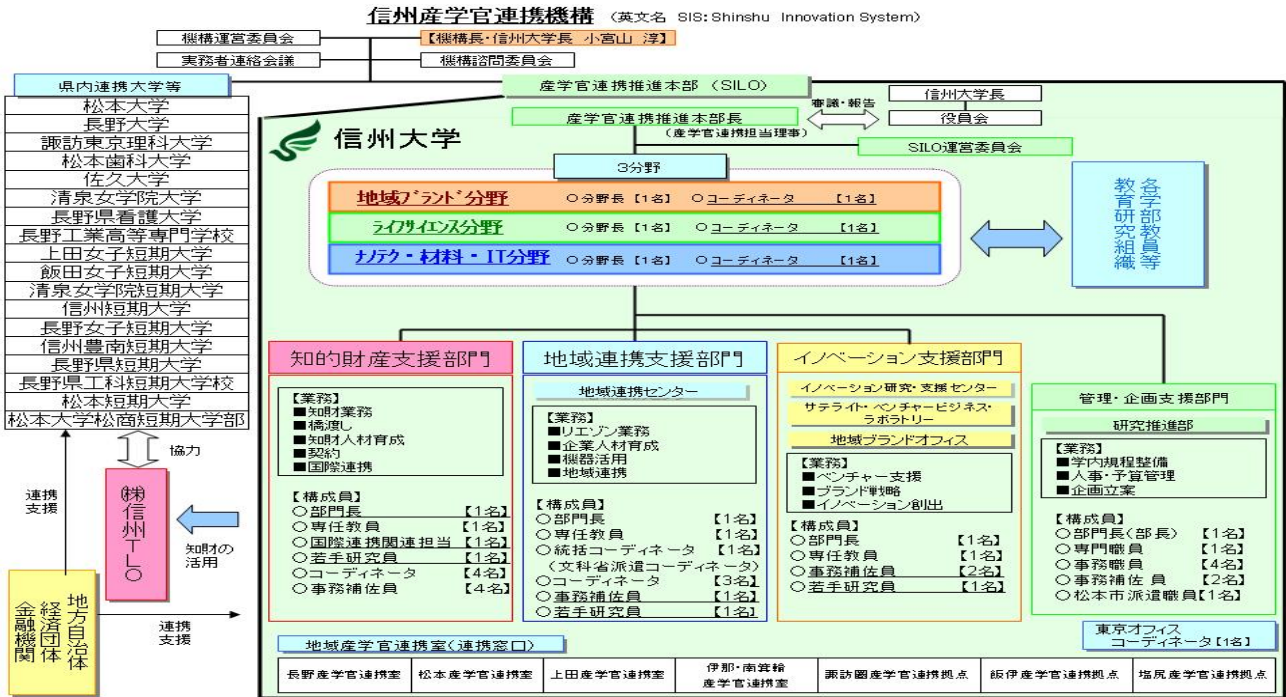 信州産学官連携機構 (英文名 SIS:Shinshu Innovation System)
機構運営委員会
【機構長・信州大学長 小宮山 淳】
実務者連絡会議
機構諮問委員会
県内連携大学等
松本大学
長野大学
諏訪東京理科大学
松本歯科大学
佐久大学
清泉女学院大学
長野県看護大学
長野工業高等専門学校
上田女子短期大学
飯田女子短期大学
清泉女学院短期大学
信州短期大学
長野女子短期大学
信州豊南短期大学
長野県短期大学
長野県工科短期大学校
松本短期大学
松本大学松商短期大学部
協力
連携
支援
㈱信州TLO
知財の
活用
地方自治体
経済団体
金融機関
連携
支援
産学官連携推進本部 (SILO)
産学官連携推進本部長
(産学官連携担当理事)
審議・報告
信州大学長
役員会
SILO運営委員会
信州大学
3分野
地域ブランド分野 ○分野長【1名】 ○コーディネータ 【1名】
ライフサイエンス分野 ○分野長【1名】 ○コーディネータ 【1名】
ナノテク・材料・IT分野 ○分野長【1名】 ○コーディネータ 【1名】
各学部教員等
教育研究組織
知的財産支援部門
【業務】
■知財業務
■橋渡し
■知財人材育成
■契約
■国際連携
【構成員】
○部門長 【1名】
○専任教員 【1名】
○国際連携関連担当【1名】
○若手研究員 【1名】
○コーディネータ 【4名】
○事務補佐員 【4名】
地域連携支援部門
地域連携センター
【業務】
■リエゾン業務
■企業人材育成
■機器活用
■地域連携
【構成員】
○部門長 【1名】
○専任教員 【1名】
○統括コーディネータ 【1名】
(文科省派遣コーディネータ)
○コーディネータ 【3名】
○事務補佐員 【1名】
○若手研究員 【1名】
イノベーション支援部門
イノベーション研究・支援センター
サテライト・ベンチャービジネス・
ラボラトリー
地域ブランドオフィス
【業務】
■ベンチャー支援
■ブランド戦略
■イノベーション創出
【構成員】
○部門長 【1名】
○専任教員 【1名】
○事務補佐員 【2名】
○若手研究員 【1名】
管理・企画支援部門
研究推進部
【業務】
■学内規程整備
■人事・予算管理
■企画立案
【構成員】
○部門長(部長) 【1名】
○専門職員 【1名】
○事務職員 【4名】
○事務補佐員 【2名】
○松本市派遣職員【1名】
地域産学官連携室(連携窓口)
東京オフィス
コーディネータ【1名】
長野産学官連携室
松本産学官連携室
上田産学官連携室
伊那・南箕輪
産学官連携室
諏訪圏産学官連携拠点
飯伊産学官連携拠点
塩尻産学官連携拠点